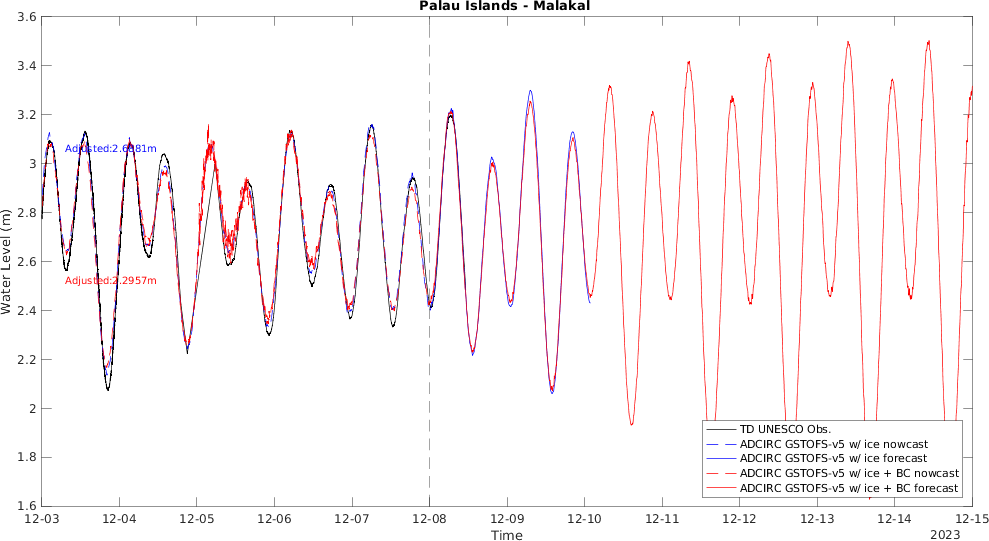 Palau Islands - Malakal
3.6
3.4
3.2
3
2.8
2.6
2.4
2.2
2
1.8
1.6
Water Level (m)
Adjusted:2.6881m
Adjusted:2.2957m
TD UNESCO Obs.
ADCIRC GSTOFS-v5 w/ ice nowcast
ADCIRC GSTOFS-v5 w/ ice forecast
ADCIRC GSTOFS-v5 w/ ice + BC nowcast
ADCIRC GSTOFS-v5 w/ ice + BC forecast
12-03 12-04 12-05 12-06 12-07 12-08 12-09 12-10 12-11 12-12 12-13 12-14 12-15
Time
2023